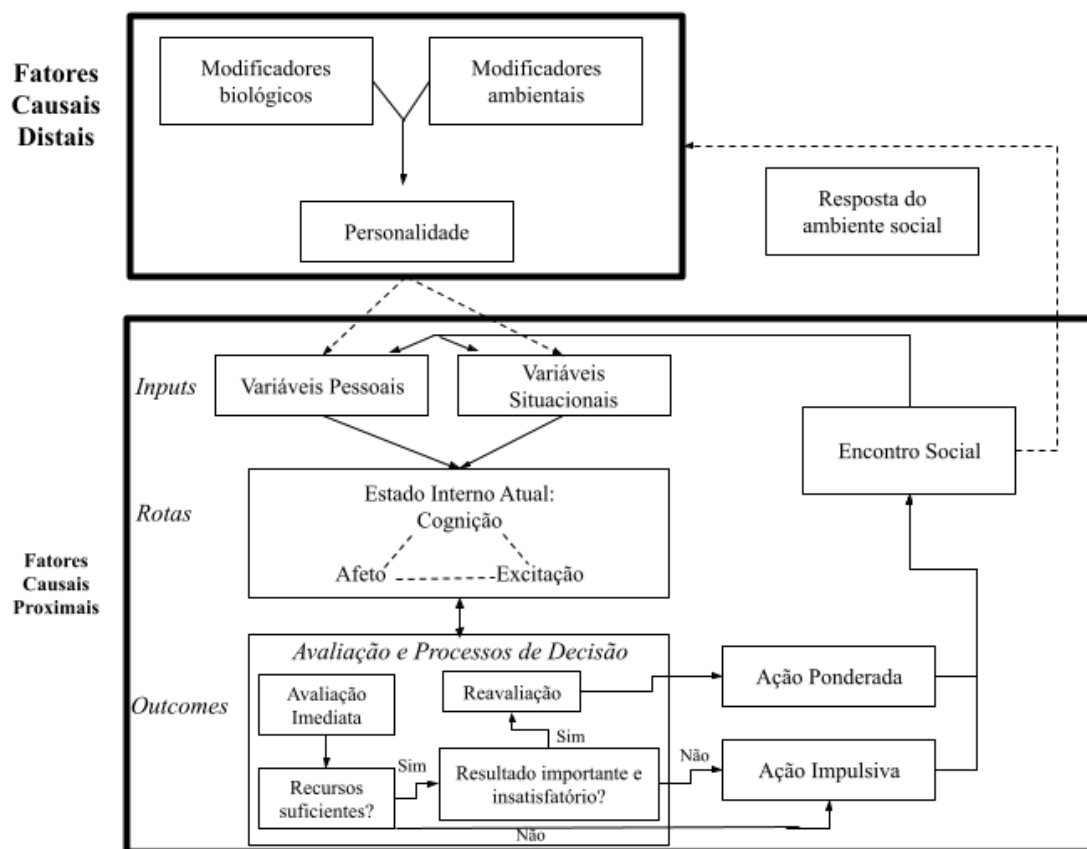 Fatores
Causais
Distais
Modificadores
biológicos
Modificadores
ambientais
Personalidade
Resposta do
ambiente social
Fatores
Causais
Proximais
Inputs
Variáveis Pessoais
Variáveis
Situacionais
Encontro Social
Rotas
Estado Interno Atual:
Cognição
Afeto
Excitação
Outcomes
Avaliação e Processos de Decisão
Avaliação
Imediata
Reavaliação
Ação Ponderada
Sim
Sim
Não
Recursos
suficientes?
Resultado importante e
insatisfatório?
Ação Impulsiva
Não